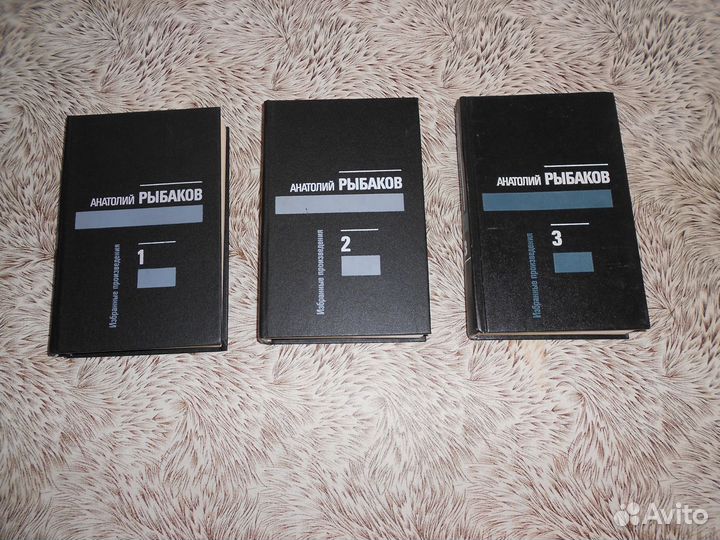 АНАТОЛИЙ РЫБАКОВ
1
Избранные произведения
АНАТОЛИЙ РЫБАКОВ
2
Избранные произведения
АНАТОЛИЙ РЫБАКОВ
3
Избранные произведения
Avito